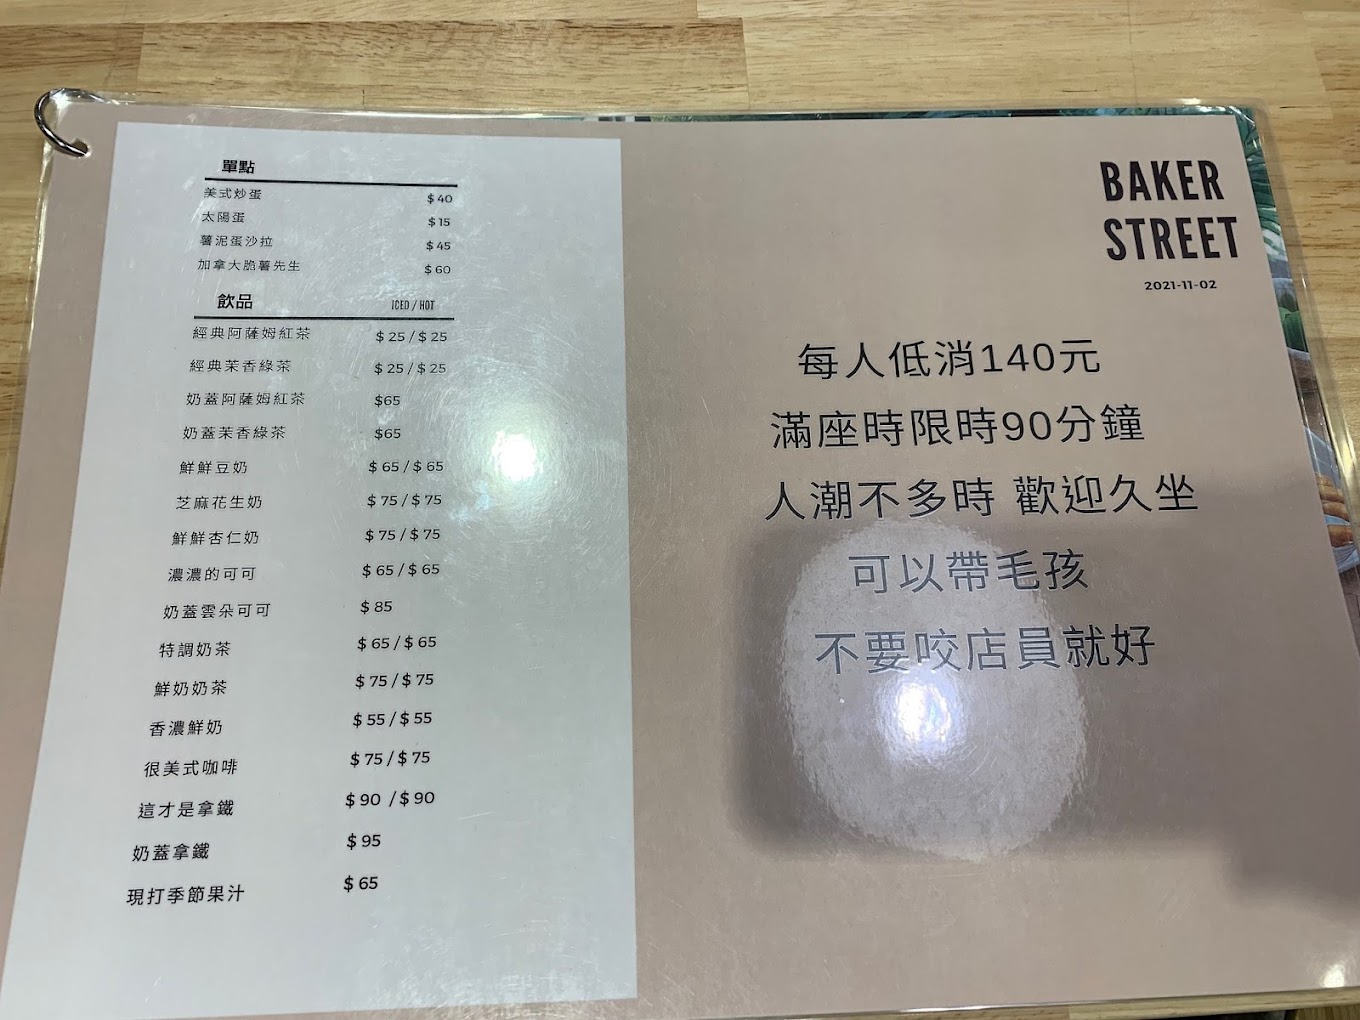 單點
美式炒蛋 $40
太陽蛋 $15
薯泥蛋沙拉 $45
加拿大脆薯先生 $60
飲品 ICED / HOT
經典阿薩姆紅茶 $25 / $25
經典茉香綠茶 $25 / $25
奶蓋阿薩姆紅茶 $65
奶蓋茉香綠茶 $65
鮮鮮豆奶 $65 / $65
芝麻花生奶 $75 / $75
鮮鮮杏仁奶 $75 / $75
濃濃的可可 $65 / $65
奶蓋雲朵可可 $85
特調奶茶 $65 / $65
鮮奶奶茶 $75 / $75
香濃鮮奶 $55 / $55
很美式咖啡 $75 / $75
這才是拿鐵 $90 / $90
奶蓋拿鐵 $95
現打季節果汁 $65
BAKER
STREET
2021-11-02
每人低消140元
滿座時限時90分鐘
人潮不多時 歡迎久坐
可以帶毛孩
不要咬店員就好